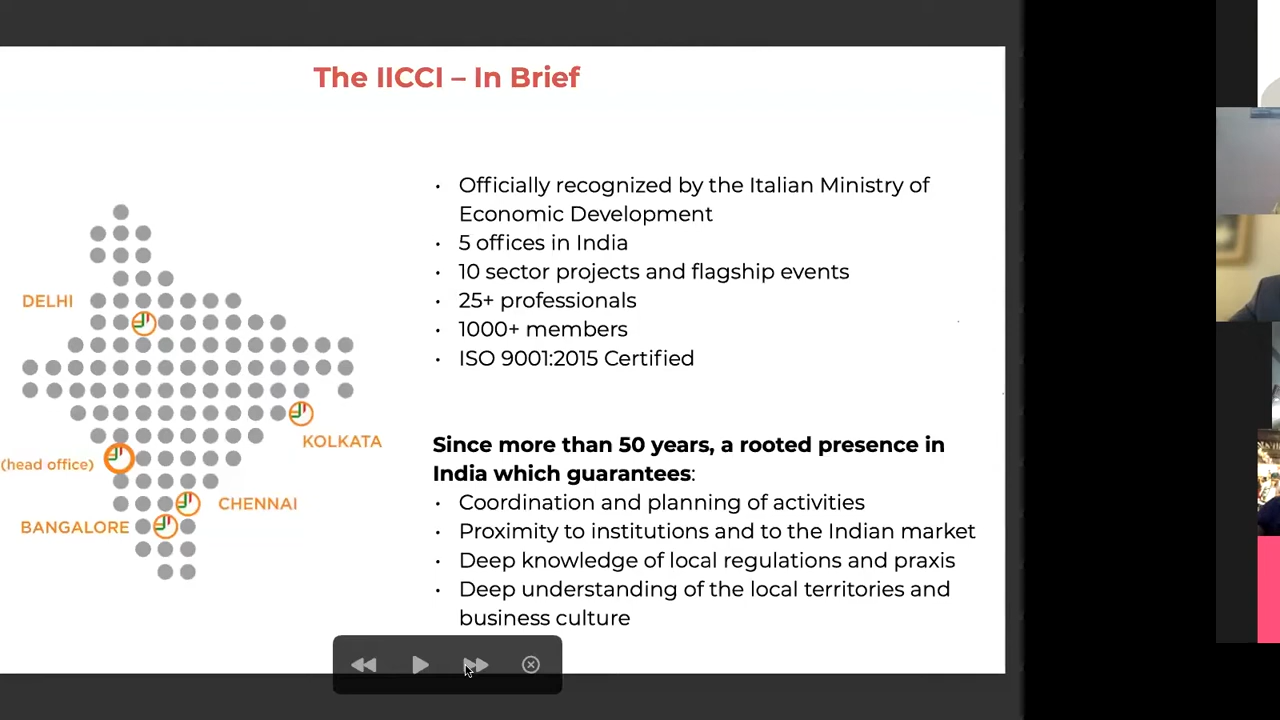 The IICCI – In Brief
• Officially recognized by the Italian Ministry of
Economic Development
• 5 offices in India
• 10 sector projects and flagship events
• 25+ professionals
• 1000+ members
• ISO 9001:2015 Certified
DELHI
KOLKATA
(head office)
CHENNAI
BANGALORE
Since more than 50 years, a rooted presence in
India which guarantees:
• Coordination and planning of activities
• Proximity to institutions and to the Indian market
• Deep knowledge of local regulations and praxis
• Deep understanding of the local territories and
business culture